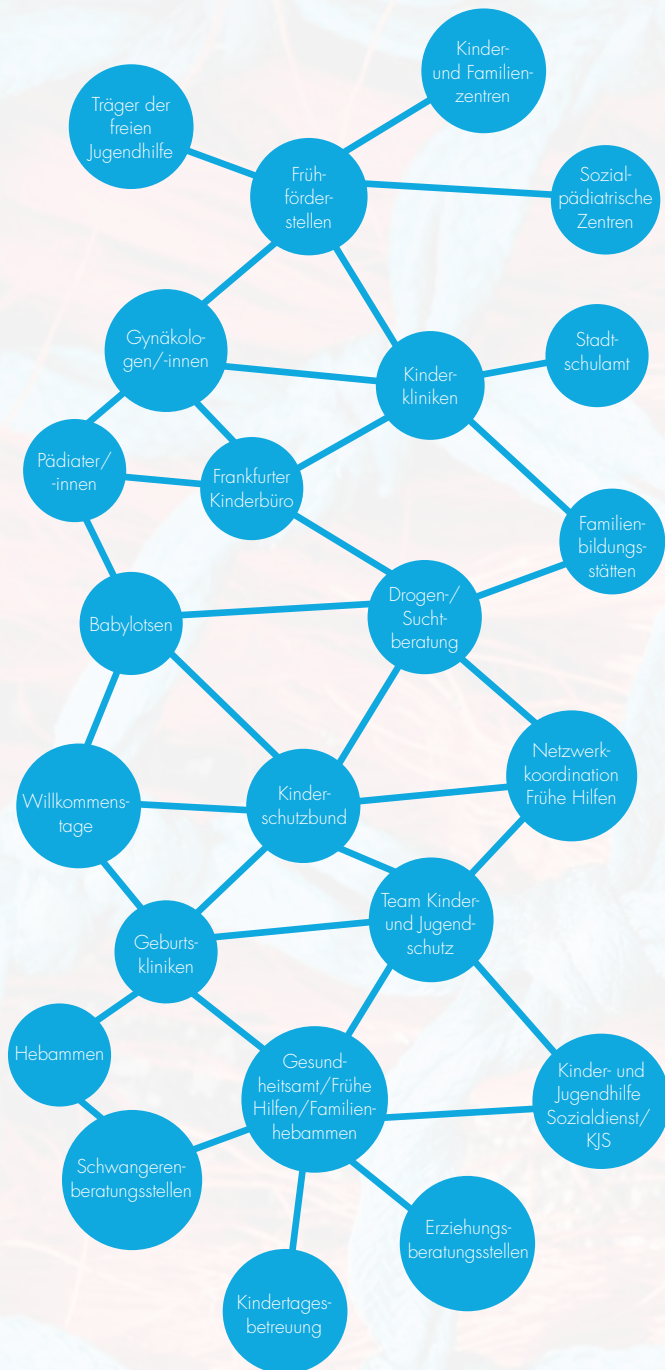 Kinder-
und Familien-
zentren
Träger der
freien
Jugendhilfe
Früh-
förder-
stellen
Sozial-
pädiatrische
Zentren
Gynäkolo-
gen/-innen
Stadt-
schulamt
Kinder-
kliniken
Pädiater/
-innen
Frankfurter
Kinderbüro
Familien-
bildungs-
stätten
Babylotsen
Drogen-/
Sucht-
beratung
Netzwerk-
koordination
Frühe Hilfen
Willkommens-
tage
Kinder-
schutzbund
Team Kinder-
und Jugend-
schutz
Geburts-
kliniken
Hebammen
Gesund-
heitsamt/Frühe
Hilfen/Familien-
hebammen
Kinder- und
Jugendhilfe
Sozialdienst/
KJS
Schwangeren-
beratungsstellen
Erziehungs-
beratungsstellen
Kindertages-
betreuung